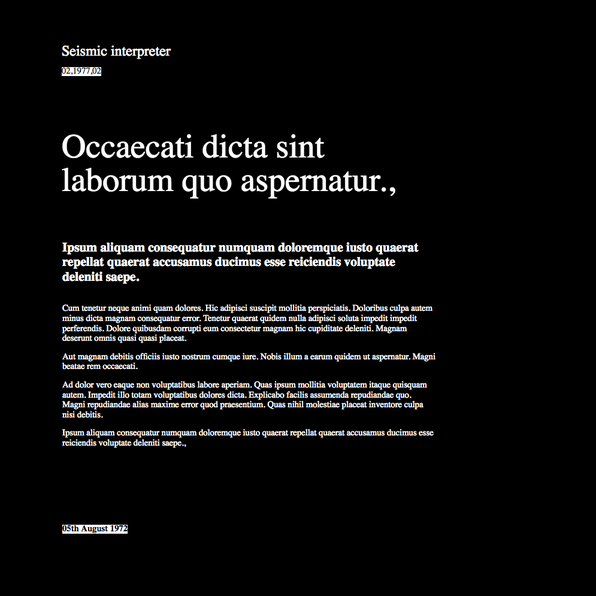 Seismic interpreter
02,1977,02
Occaecati dicta sint
laborum quo aspernatur.,
Ipsum aliquam consequatur numquam doloremque iusto quaerat
repellat quaerat accusamus ducimus esse reiciendis voluptate
deleniti saepe.
Cum tenetur neque animi quam dolores. Hic adipisci suscipit mollitia perspiciatis. Doloribus culpa autem
minus dicta magnam consequatur error. Tenetur quaerat quidem nulla adipisci soluta impedit impedit
perferendis. Dolore quibusdam corrupti eum consectetur magnam hic cupiditate deleniti. Magnam
deserunt omnis quasi quasi placeat.
Aut magnam debitis officiis iusto nostrum cumque iure. Nobis illum a earum quidem ut aspernatur. Magni
beatae rem occaecati.
Ad dolor vero eaque non voluptatibus labore aperiam. Quas ipsum mollitia voluptatem itaque quisquam
autem. Impedit illo totam voluptatibus dolores dicta. Explicabo facilis assumenda repudiandae quo.
Magni repudiandae alias maxime error quod praesentium. Quas nihil molestiae placeat inventore culpa
nisi debitis.
Ipsum aliquam consequatur numquam doloremque iusto quaerat repellat quaerat accusamus ducimus esse
reiciendis voluptate deleniti saepe.,
05th August 1972